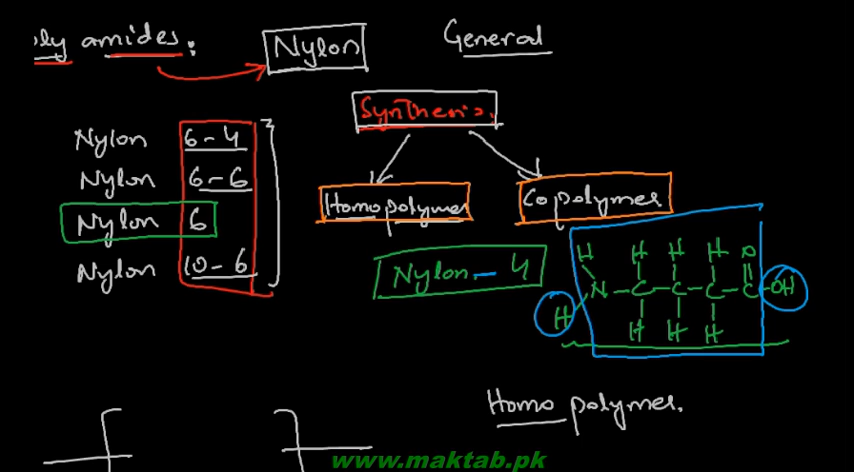 oly amides: Nylon General
Synthesis.
Nylon 6-4
Nylon 6-6
Nylon 6
Nylon 10-6
Homopolymer Copolymer
Nylon-4
H H H H O
H N-C-C-C-C-OH
H H H
Homo polymer.
www.maktab.pk